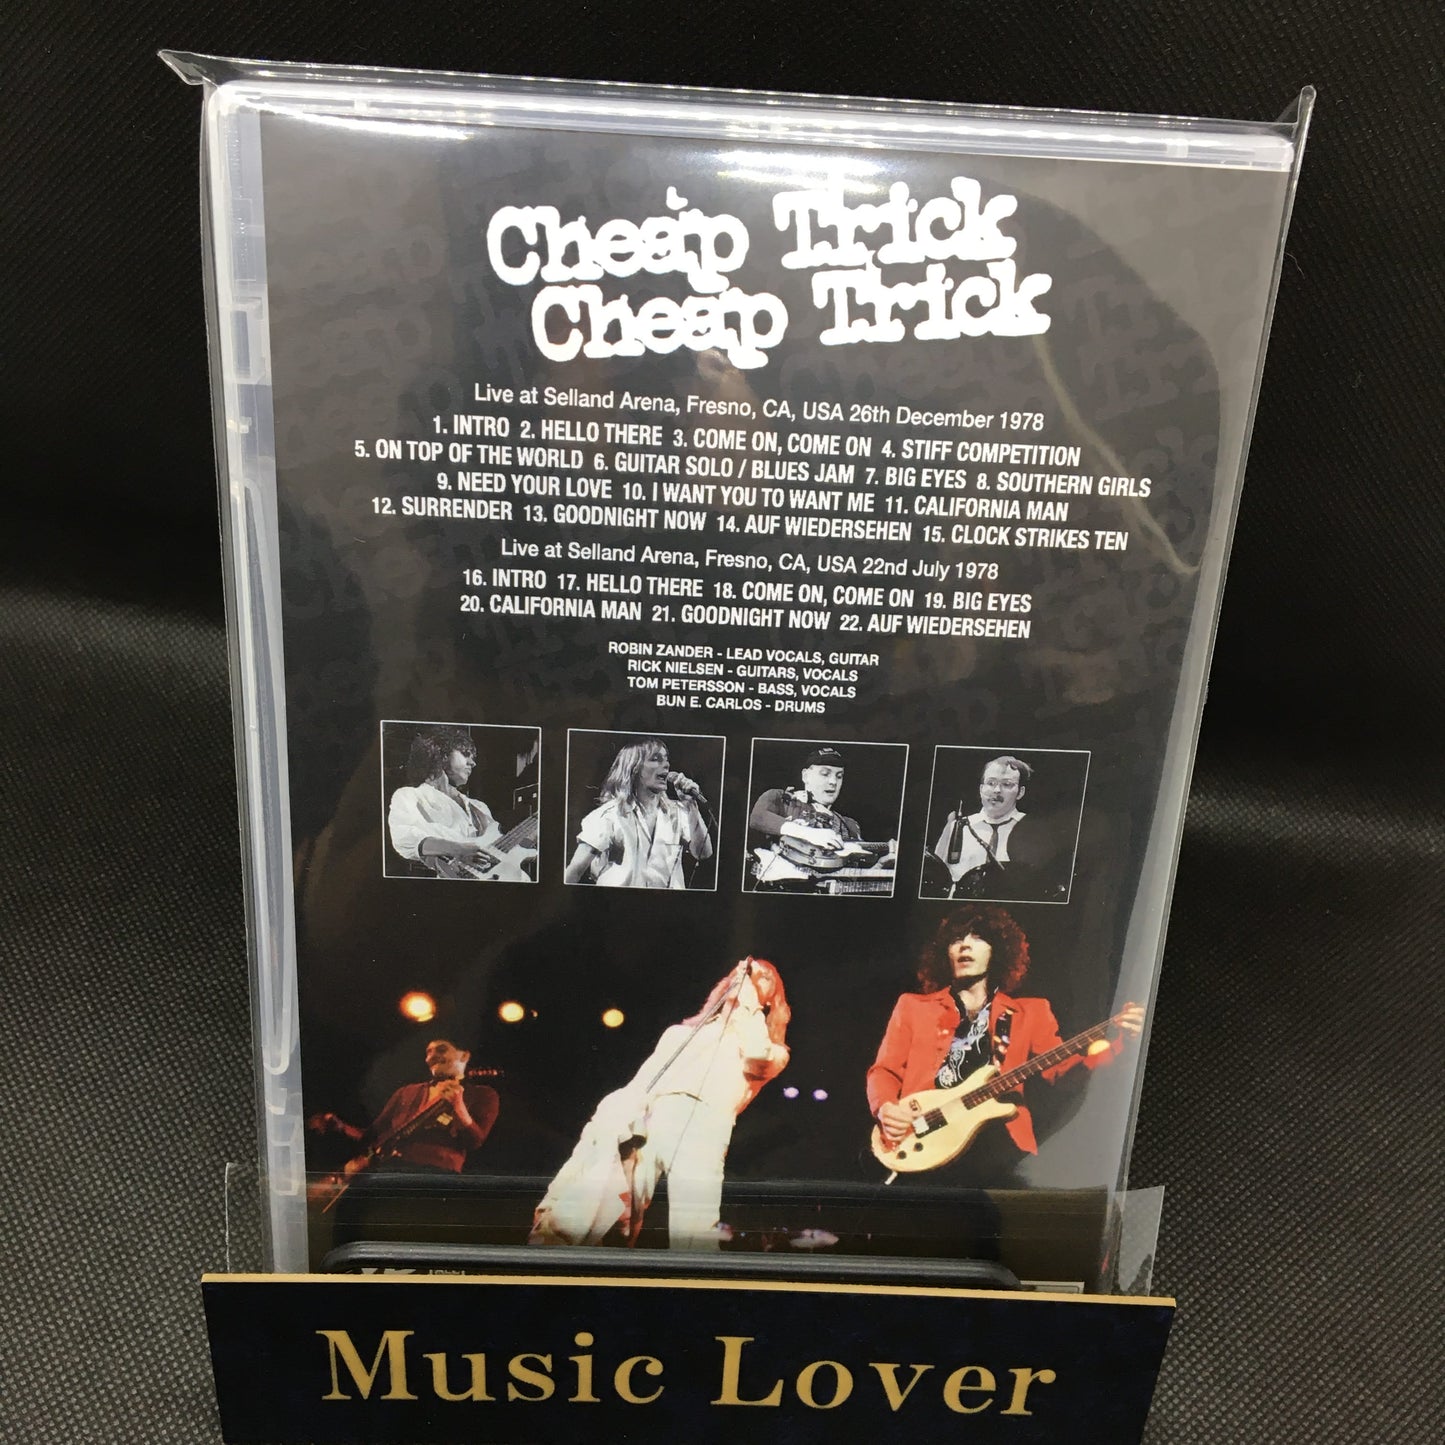 Cheap Trick
Cheap Trick
Live at Selland Arena, Fresno, CA, USA 26th December 1978
1. INTRO 2. HELLO THERE 3. COME ON, COME ON 4. STIFF COMPETITION
5. ON TOP OF THE WORLD 6. GUITAR SOLO / BLUES JAM 7. BIG EYES 8. SOUTHERN GIRLS
9. NEED YOUR LOVE 10. I WANT YOU TO WANT ME 11. CALIFORNIA MAN
12. SURRENDER 13. GOODNIGHT NOW 14. AUF WIEDERSEHEN 15. CLOCK STRIKES TEN
Live at Selland Arena, Fresno, CA, USA 22nd July 1978
16. INTRO 17. HELLO THERE 18. COME ON, COME ON 19. BIG EYES
20. CALIFORNIA MAN 21. GOODNIGHT NOW 22. AUF WIEDERSEHEN
ROBIN ZANDER - LEAD VOCALS, GUITAR
RICK NIELSEN - GUITARS, VOCALS
TOM PETERSSON - BASS, VOCALS
BUN E. CARLOS - DRUMS
Music Lover